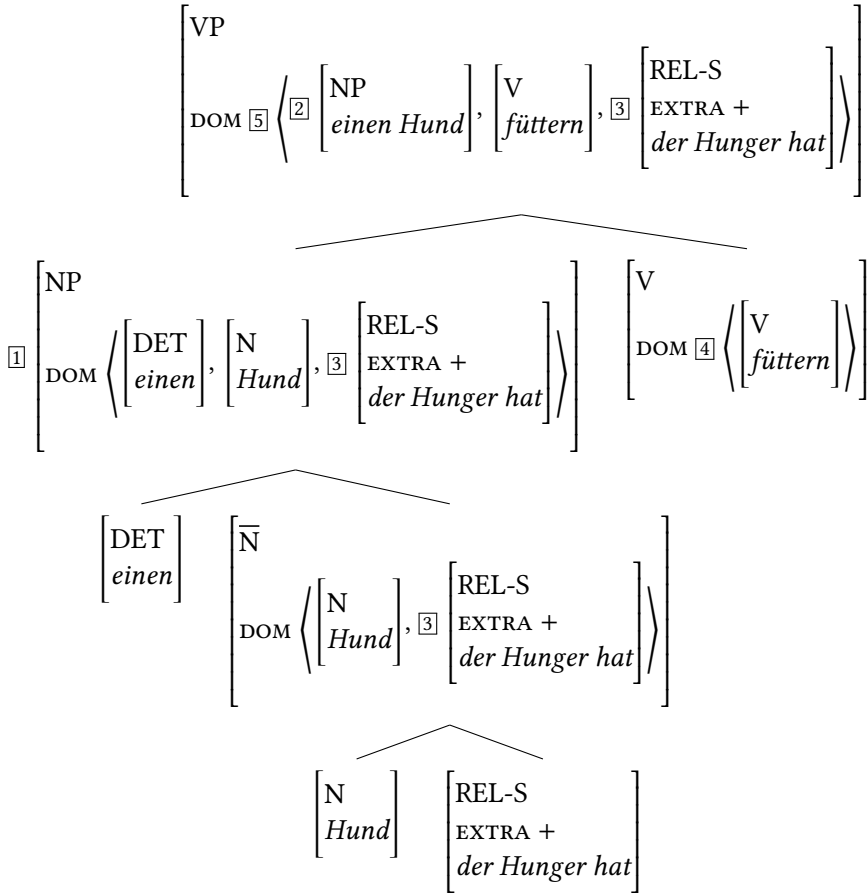 VP
DOM 5 ⟨ 2 [NP einen Hund], [V füttern], 3 [REL-S EXTRA + der Hunger hat] ⟩
1 NP
DOM ⟨ [DET einen], [N Hund], 3 [REL-S EXTRA + der Hunger hat] ⟩
V
DOM 4 ⟨ [V füttern] ⟩
DET
einen
N̅
DOM ⟨ [N Hund], 3 [REL-S EXTRA + der Hunger hat] ⟩
N
Hund
REL-S
EXTRA +
der Hunger hat